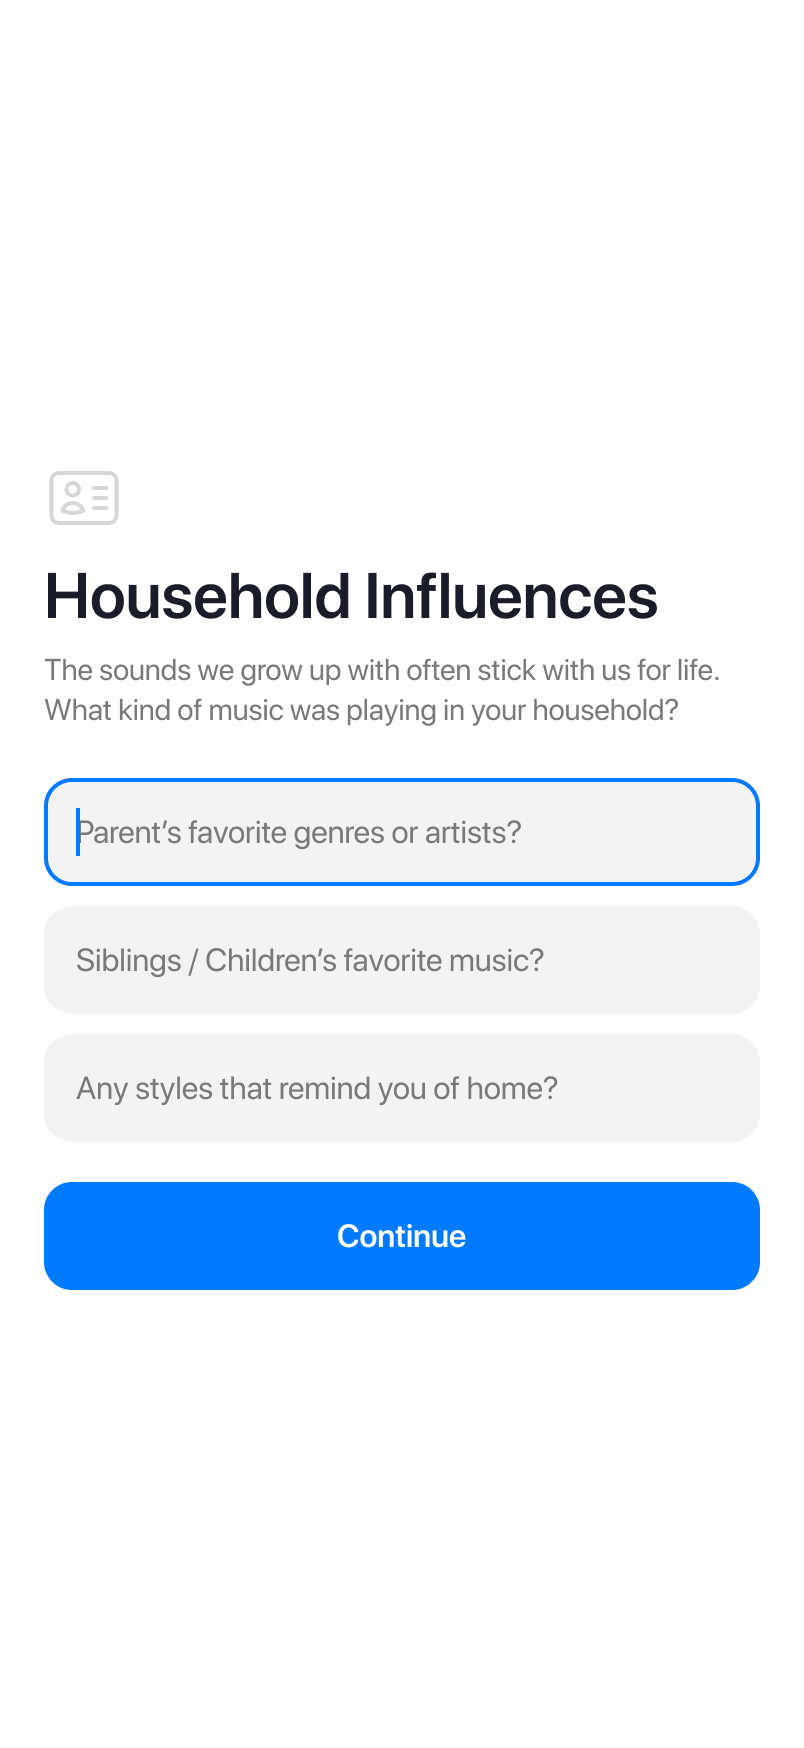 Household Influences
The sounds we grow up with often stick with us for life.
What kind of music was playing in your household?
Parent’s favorite genres or artists?
Siblings / Children’s favorite music?
Any styles that remind you of home?
Continue